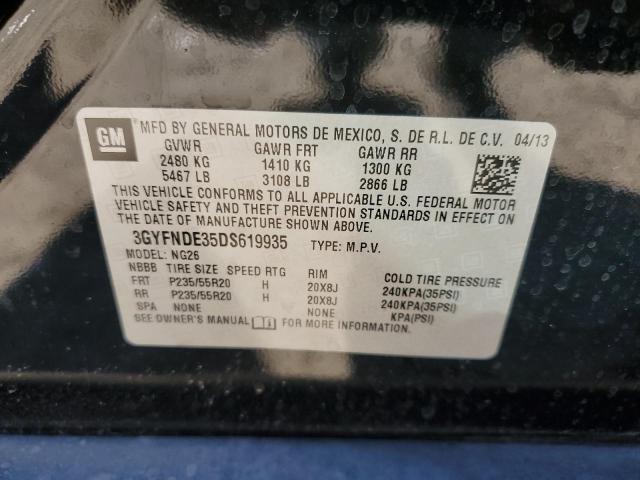 GM
MFD BY GENERAL MOTORS DE MEXICO, S. DE R.L. DE C.V. 04/13
GVWR GAWR FRT GAWR RR
2480 KG 1410 KG 1300 KG
5467 LB 3108 LB 2866 LB
THIS VEHICLE CONFORMS TO ALL APPLICABLE U.S. FEDERAL MOTOR
VEHICLE SAFETY AND THEFT PREVENTION STANDARDS IN EFFECT ON
THE DATE OF MANUFACTURE SHOWN ABOVE.
3GYFNDE35DS619935 TYPE: M.P.V.
MODEL: NG26
NBBB TIRE SIZE SPEED RTG RIM COLD TIRE PRESSURE
FRT P235/55R20 H 20X8J 240KPA(35PSI)
RR P235/55R20 H 20X8J 240KPA(35PSI)
SPA NONE NONE KPA(PSI)
SEE OWNER'S MANUAL FOR MORE INFORMATION.